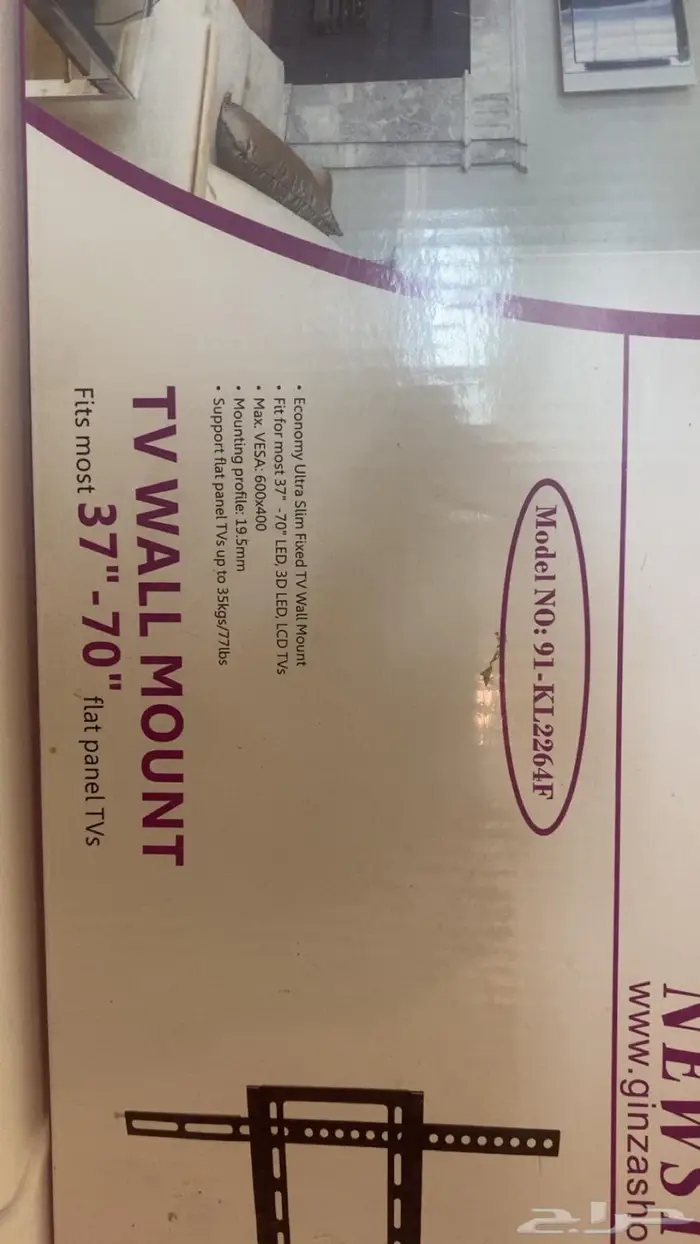 NEWS
www.ginzasho
Model NO: 91-KL2264F
• Economy Ultra Slim Fixed TV Wall Mount
• Fit for most 37" -70" LED, 3D LED, LCD TVs
• Max. VESA: 600x400
• Mounting profile: 19.5mm
• Support flat panel TVs up to 35kgs/77lbs
TV WALL MOUNT
Fits most 37"-70" flat panel TVs
حراج